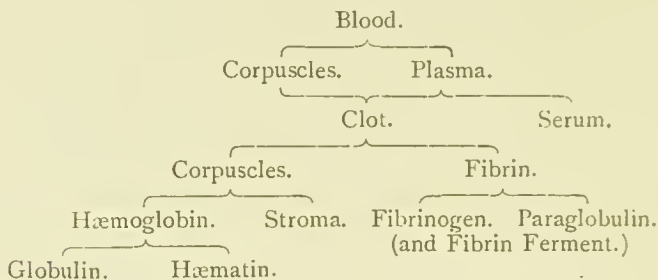 Blood.
Corpuscles. Plasma.
Clot. Serum.
Corpuscles. Fibrin.
Hæmoglobin. Stroma. Fibrinogen. Paraglobulin.
(and Fibrin Ferment.)
Globulin. Hæmatin.